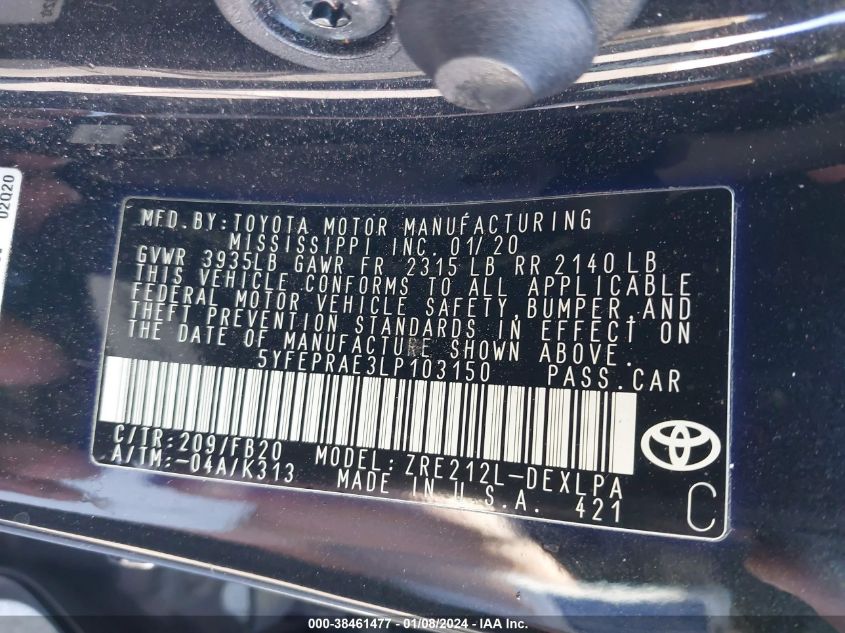 02020
MFD.BY:TOYOTA MOTOR MANUFACTURING
MISSISSIPPI INC. 01/20
GVWR 3935LB GAWR FR 2315 LB RR 2140 LB
THIS VEHICLE CONFORMS TO ALL APPLICABLE
FEDERAL MOTOR VEHICLE SAFETY,BUMPER,AND
THEFT PREVENTION STANDARDS IN EFFECT ON
THE DATE OF MANUFACTURE SHOWN ABOVE.
5YFEPRAE3LP103150 PASS.CAR
C/TR:209/FB20 MODEL:ZRE212L-DEXLPA
A/TM:-04A/K313 MADE IN U.S.A. 421
C
000-38461477 - 01/08/2024 - © IAA Inc.